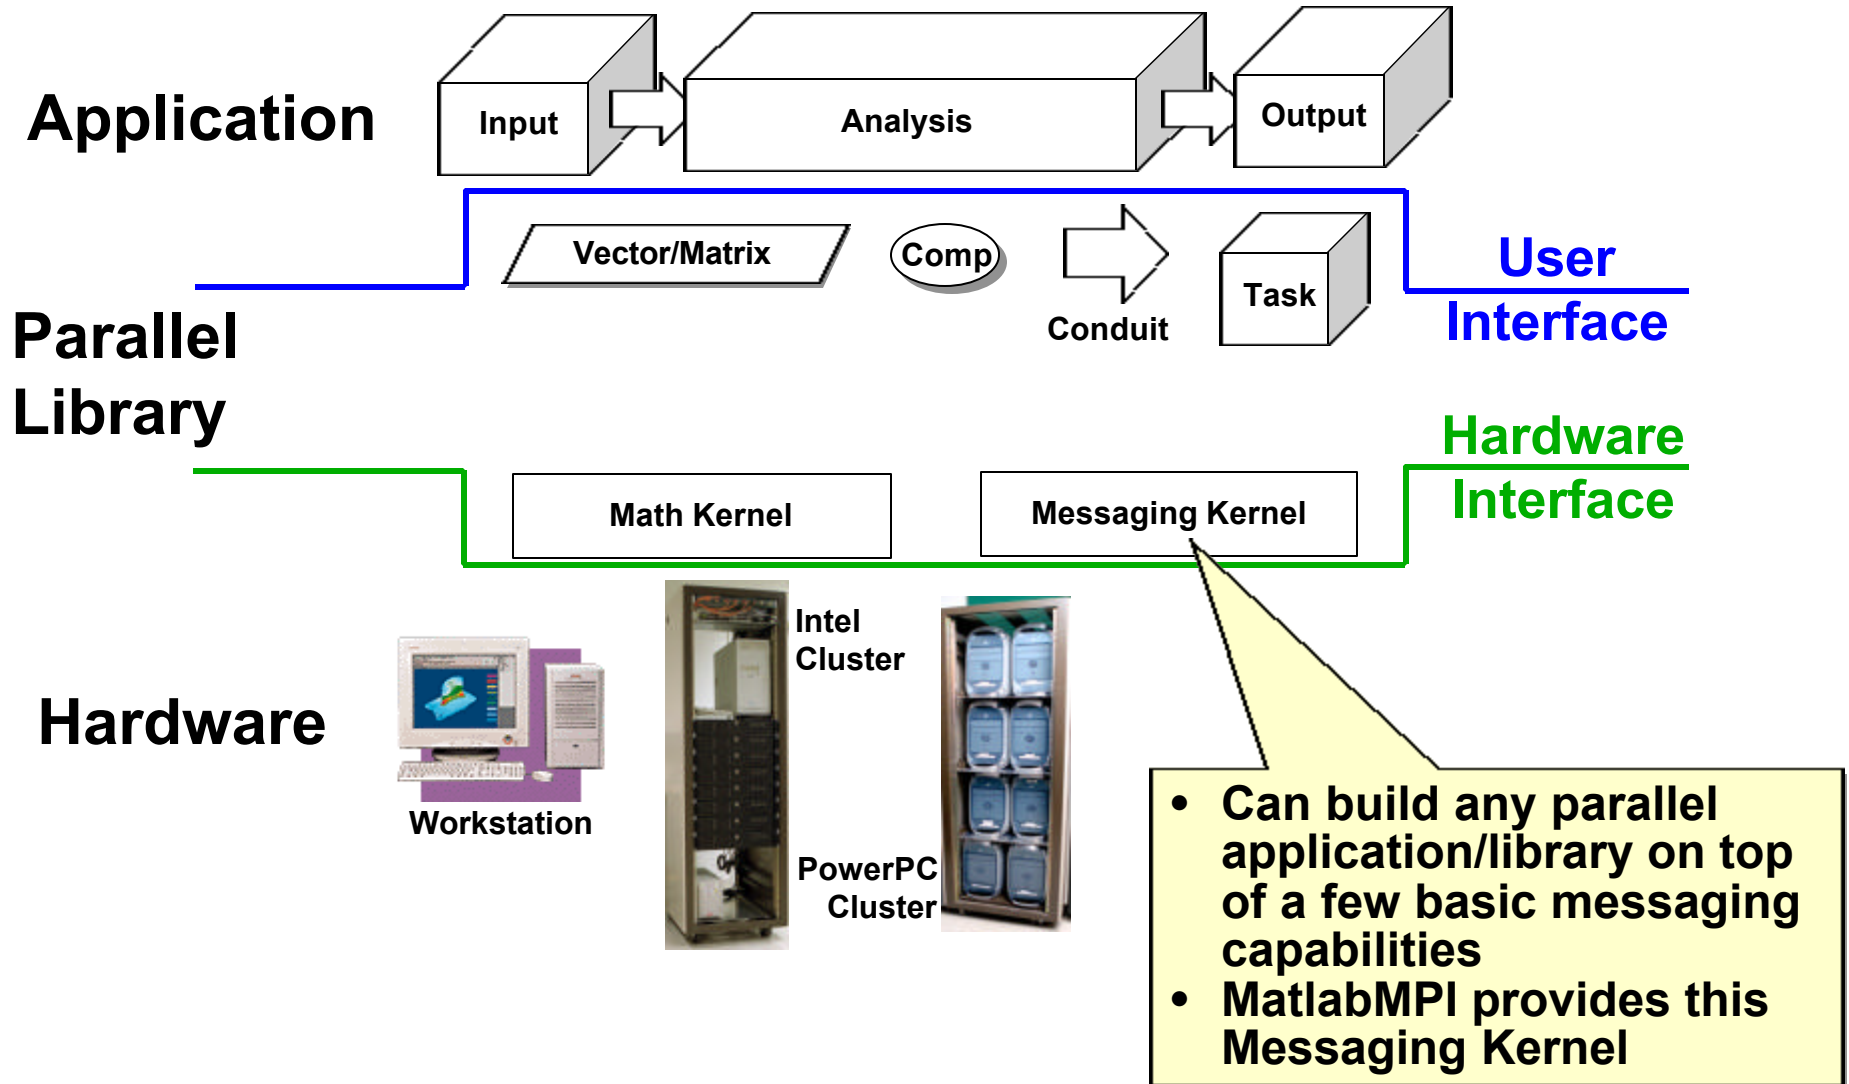 Application
Input
Analysis
Output
Vector/Matrix
Comp
Conduit
Task
User
Interface
Parallel
Library
Hardware
Interface
Math Kernel
Messaging Kernel
Intel
Cluster
Hardware
Workstation
PowerPC
Cluster
• Can build any parallel
application/library on top
of a few basic messaging
capabilities
• MatlabMPI provides this
Messaging Kernel